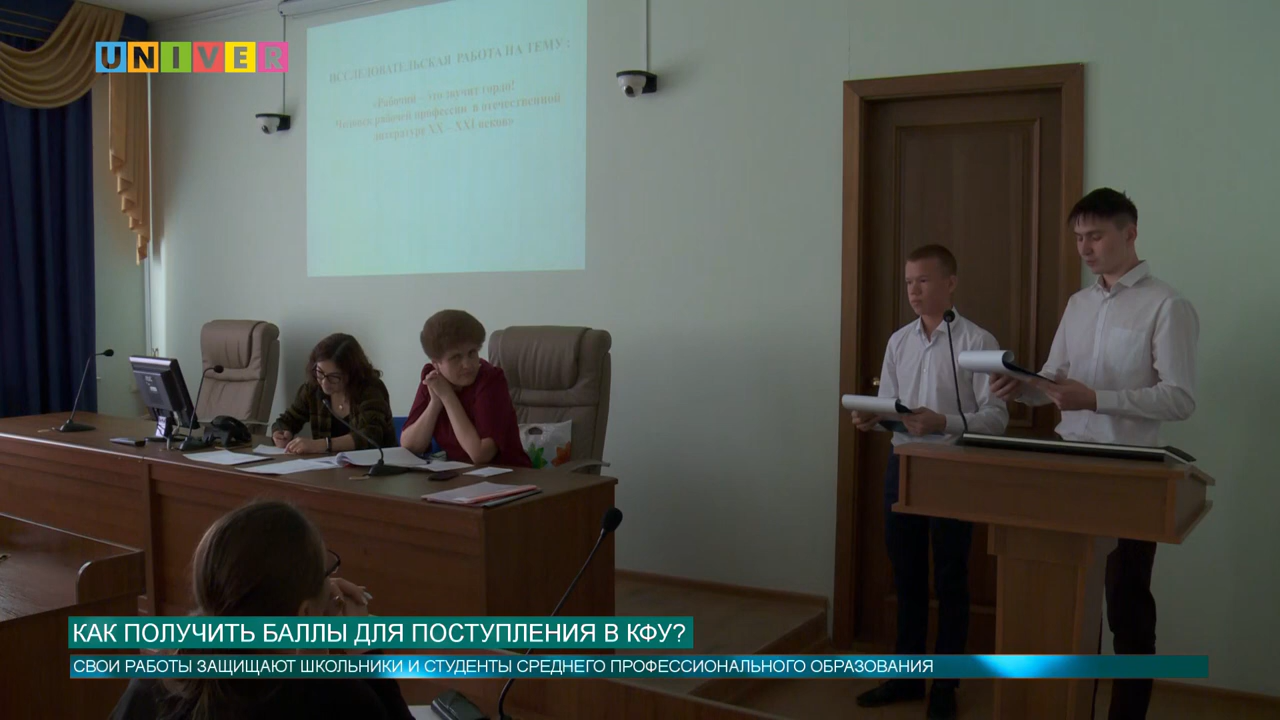 UNIVER
ИССЛЕДОВАТЕЛЬСКАЯ РАБОТА НА ТЕМУ:
«Рабочий – это звучит гордо!
Человек рабочей профессии в отечественной
литературе XX – XXI веков»
КАК ПОЛУЧИТЬ БАЛЛЫ ДЛЯ ПОСТУПЛЕНИЯ В КФУ?
СВОИ РАБОТЫ ЗАЩИЩАЮТ ШКОЛЬНИКИ И СТУДЕНТЫ СРЕДНЕГО ПРОФЕССИОНАЛЬНОГО ОБРАЗОВАНИЯ